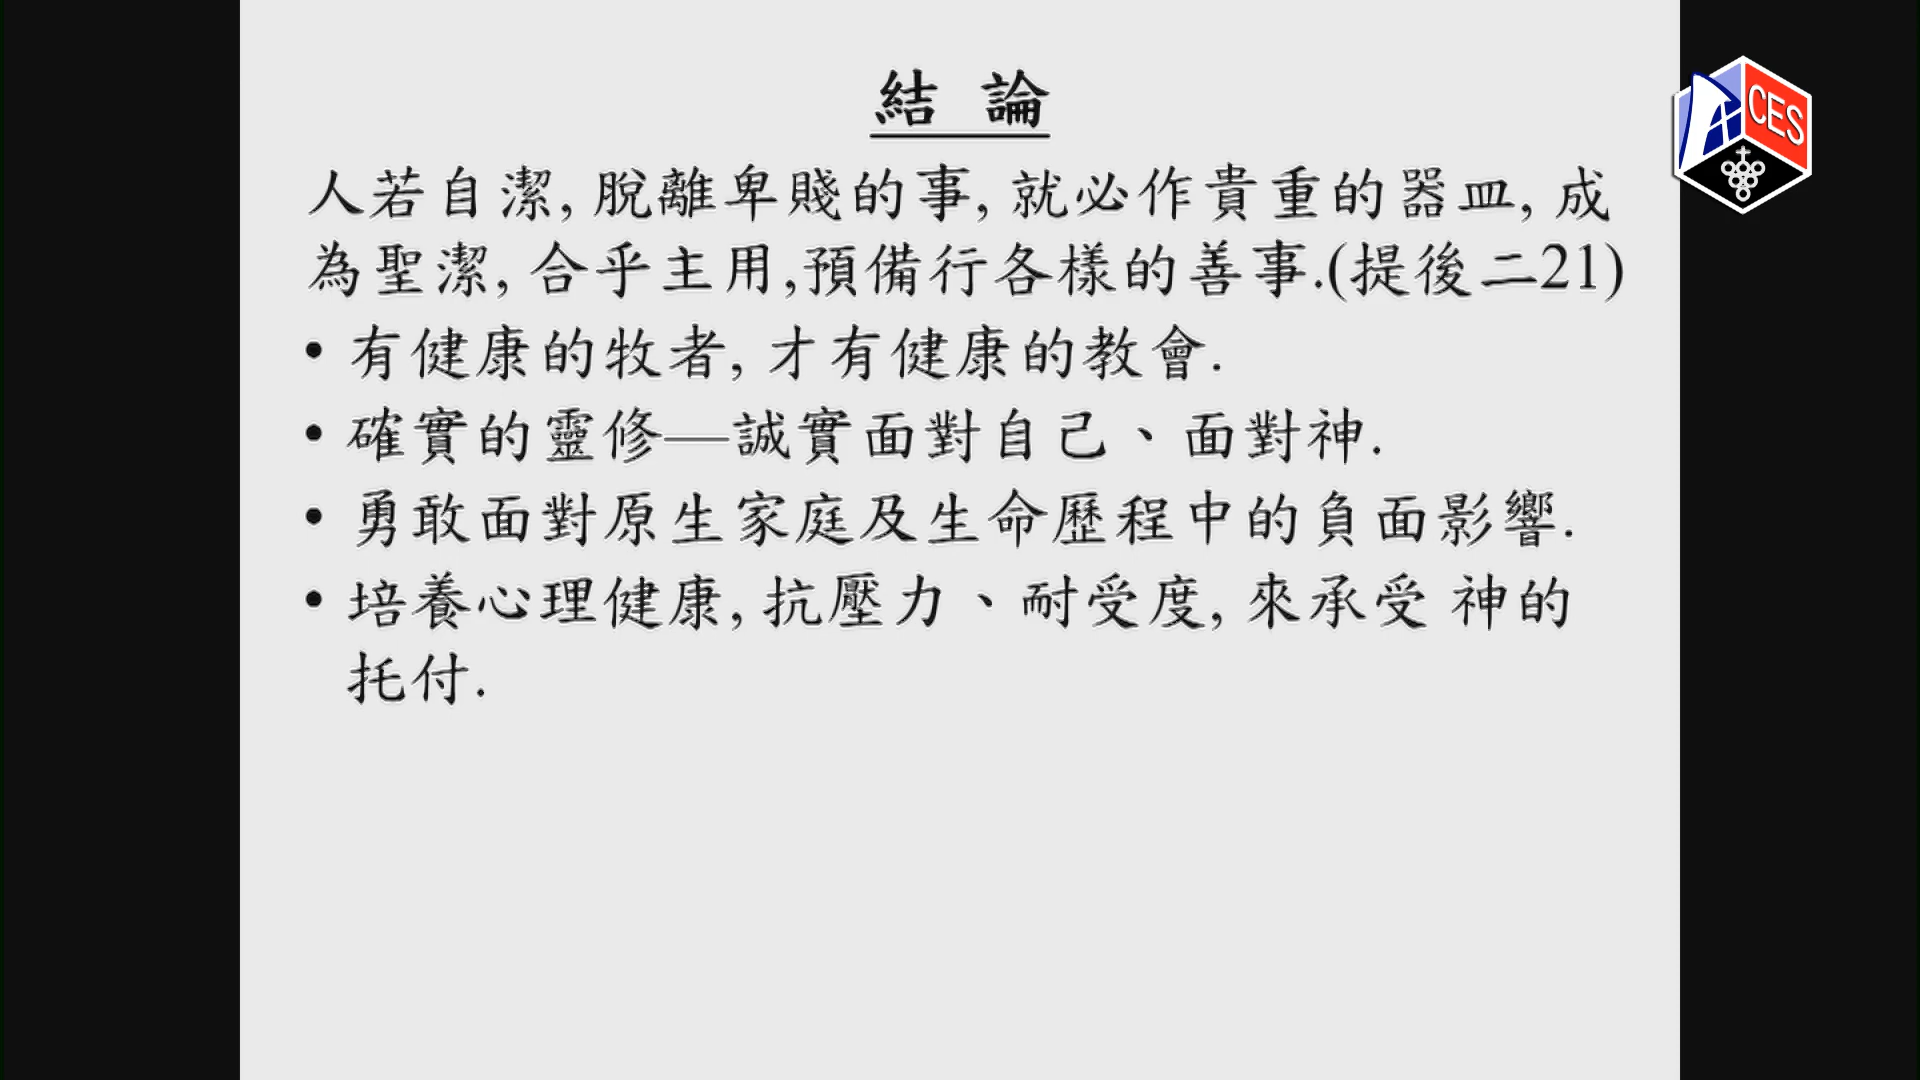 結 論
人若自潔, 脫離卑賤的事, 就必作貴重的器皿, 成
為聖潔, 合乎主用,預備行各樣的善事.(提後二21)
• 有健康的牧者, 才有健康的教會.
• 確實的靈修—誠實面對自己、面對神.
• 勇敢面對原生家庭及生命歷程中的負面影響.
• 培養心理健康, 抗壓力、耐受度, 來承受 神的
托付.
CES